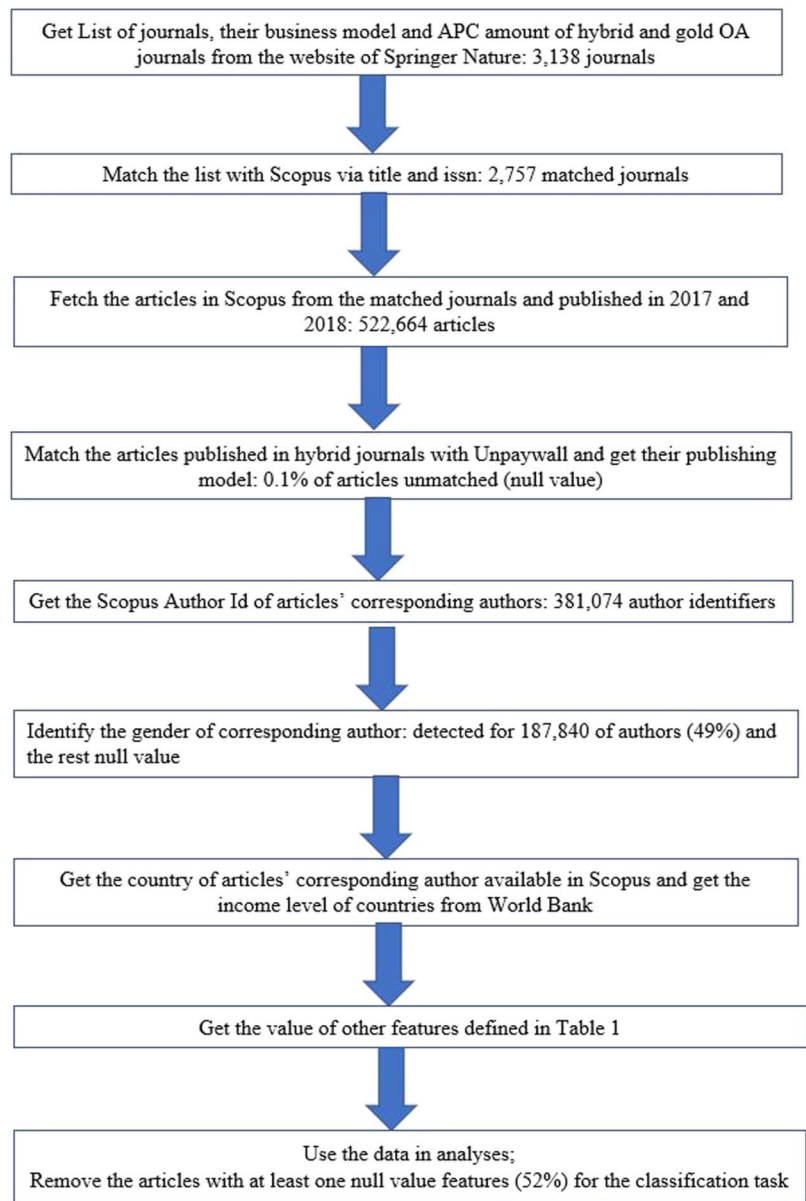 Get List of journals, their business model and APC amount of hybrid and gold OA
journals from the website of Springer Nature: 3,138 journals
Match the list with Scopus via title and issn: 2,757 matched journals
Fetch the articles in Scopus from the matched journals and published in 2017 and
2018: 522,664 articles
Match the articles published in hybrid journals with Unpaywall and get their publishing
model: 0.1% of articles unmatched (null value)
Get the Scopus Author Id of articles’ corresponding authors: 381,074 author identifiers
Identify the gender of corresponding author: detected for 187,840 of authors (49%) and
the rest null value
Get the country of articles’ corresponding author available in Scopus and get the
income level of countries from World Bank
Get the value of other features defined in Table 1
Use the data in analyses;
Remove the articles with at least one null value features (52%) for the classification task